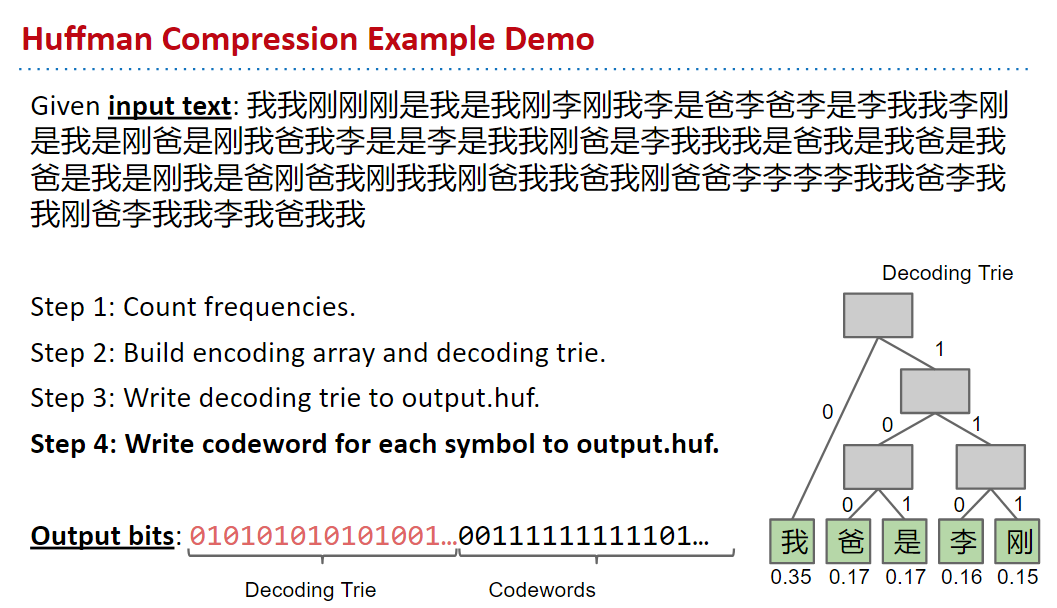 Huffman Compression Example Demo
Given input text: 我我刚刚刚是我是我刚李刚我李是爸李爸李是李我我李刚
是我是刚爸是刚我爸我李是是李是我我刚爸是李我我我是爸我是我爸是我
爸是我是刚我是爸刚爸我刚我我刚爸我我爸我刚爸爸李李李李我我爸李我
我刚爸李我我李我爸我我
Decoding Trie
Step 1: Count frequencies.
Step 2: Build encoding array and decoding trie.
Step 3: Write decoding trie to output.huf.
Step 4: Write codeword for each symbol to output.huf.
1
0
0
1
0
1
0
1
Output bits: 010101010101001…00111111111101…
我 爸 是 李 刚
0.35 0.17 0.17 0.16 0.15
Decoding Trie
Codewords